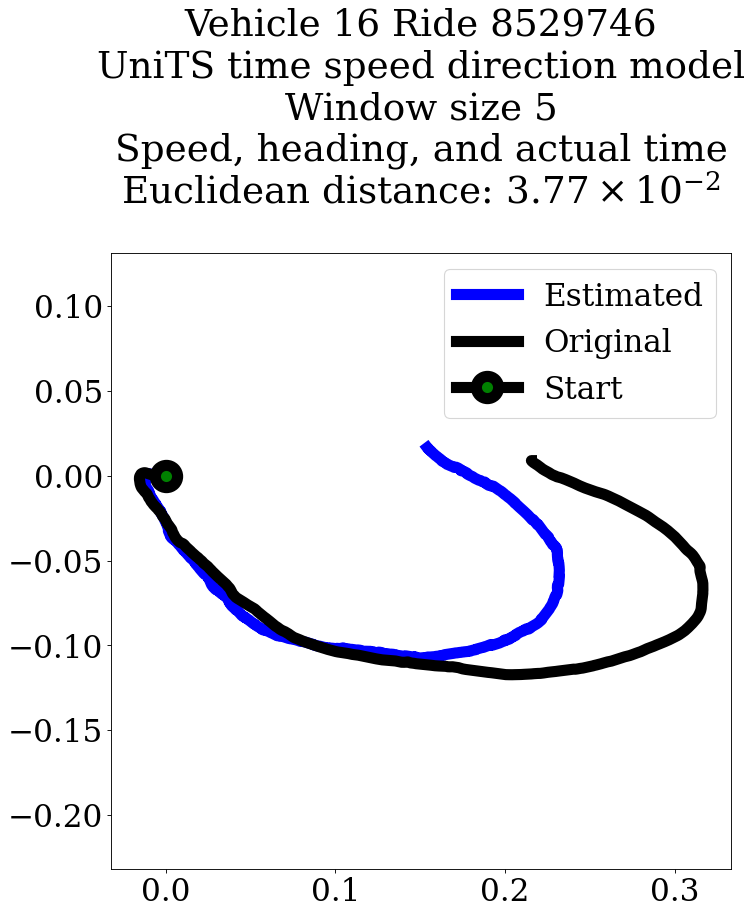 Vehicle 16 Ride 8529746
UniTS time speed direction model
Window size 5
Speed, heading, and actual time
Euclidean distance: 3.77 × 10⁻²
Estimated
Original
Start
0.10
0.05
0.00
−0.05
−0.10
−0.15
−0.20
0.0 0.1 0.2 0.3